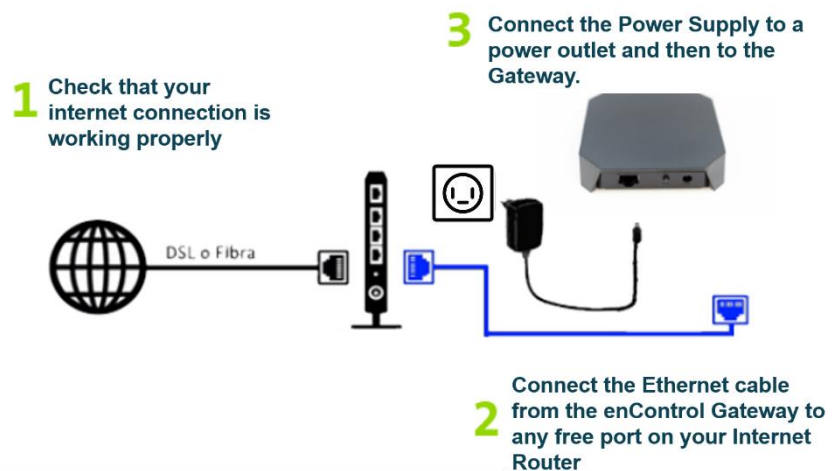 3 Connect the Power Supply to a
power outlet and then to the
Gateway.
1 Check that your
internet connection is
working properly
DSL o Fibra
Connect the Ethernet cable
2 from the enControl Gateway to
any free port on your Internet
Router